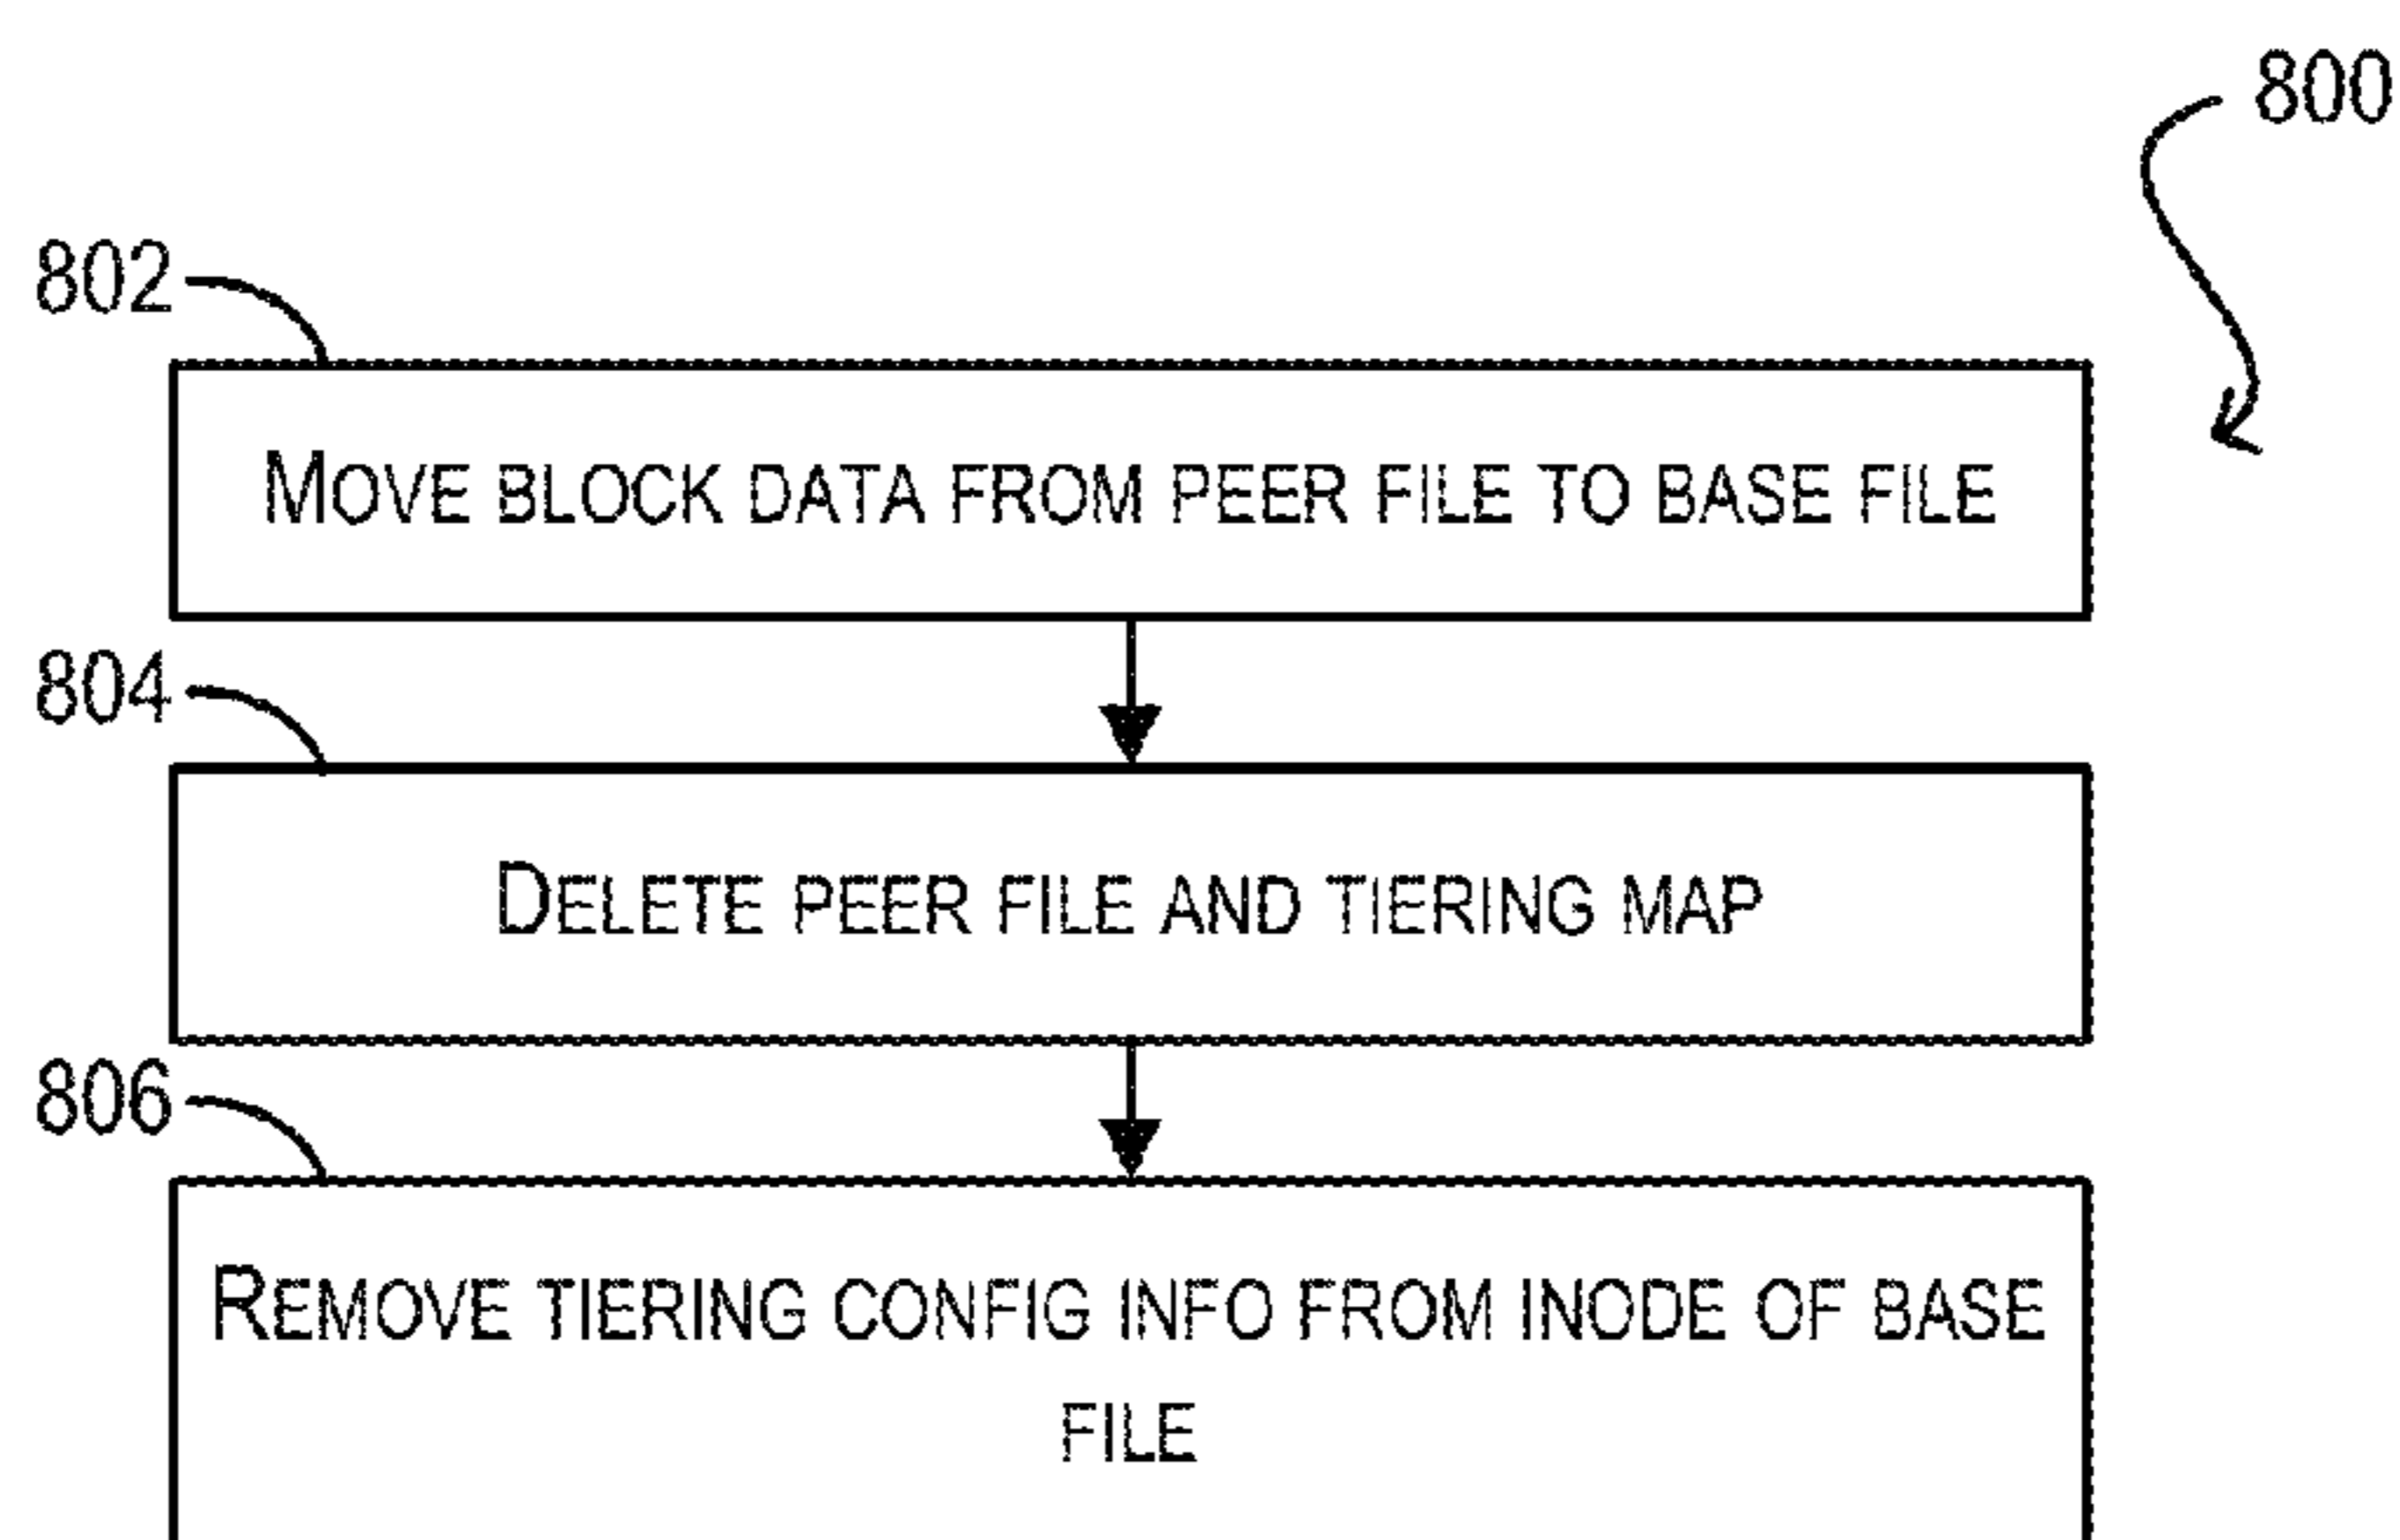 800
802
MOVE BLOCK DATA FROM PEER FILE TO BASE FILE
804
DELETE PEER FILE AND TIERING MAP
806
REMOVE TIERING CONFIG INFO FROM INODE OF BASE
FILE